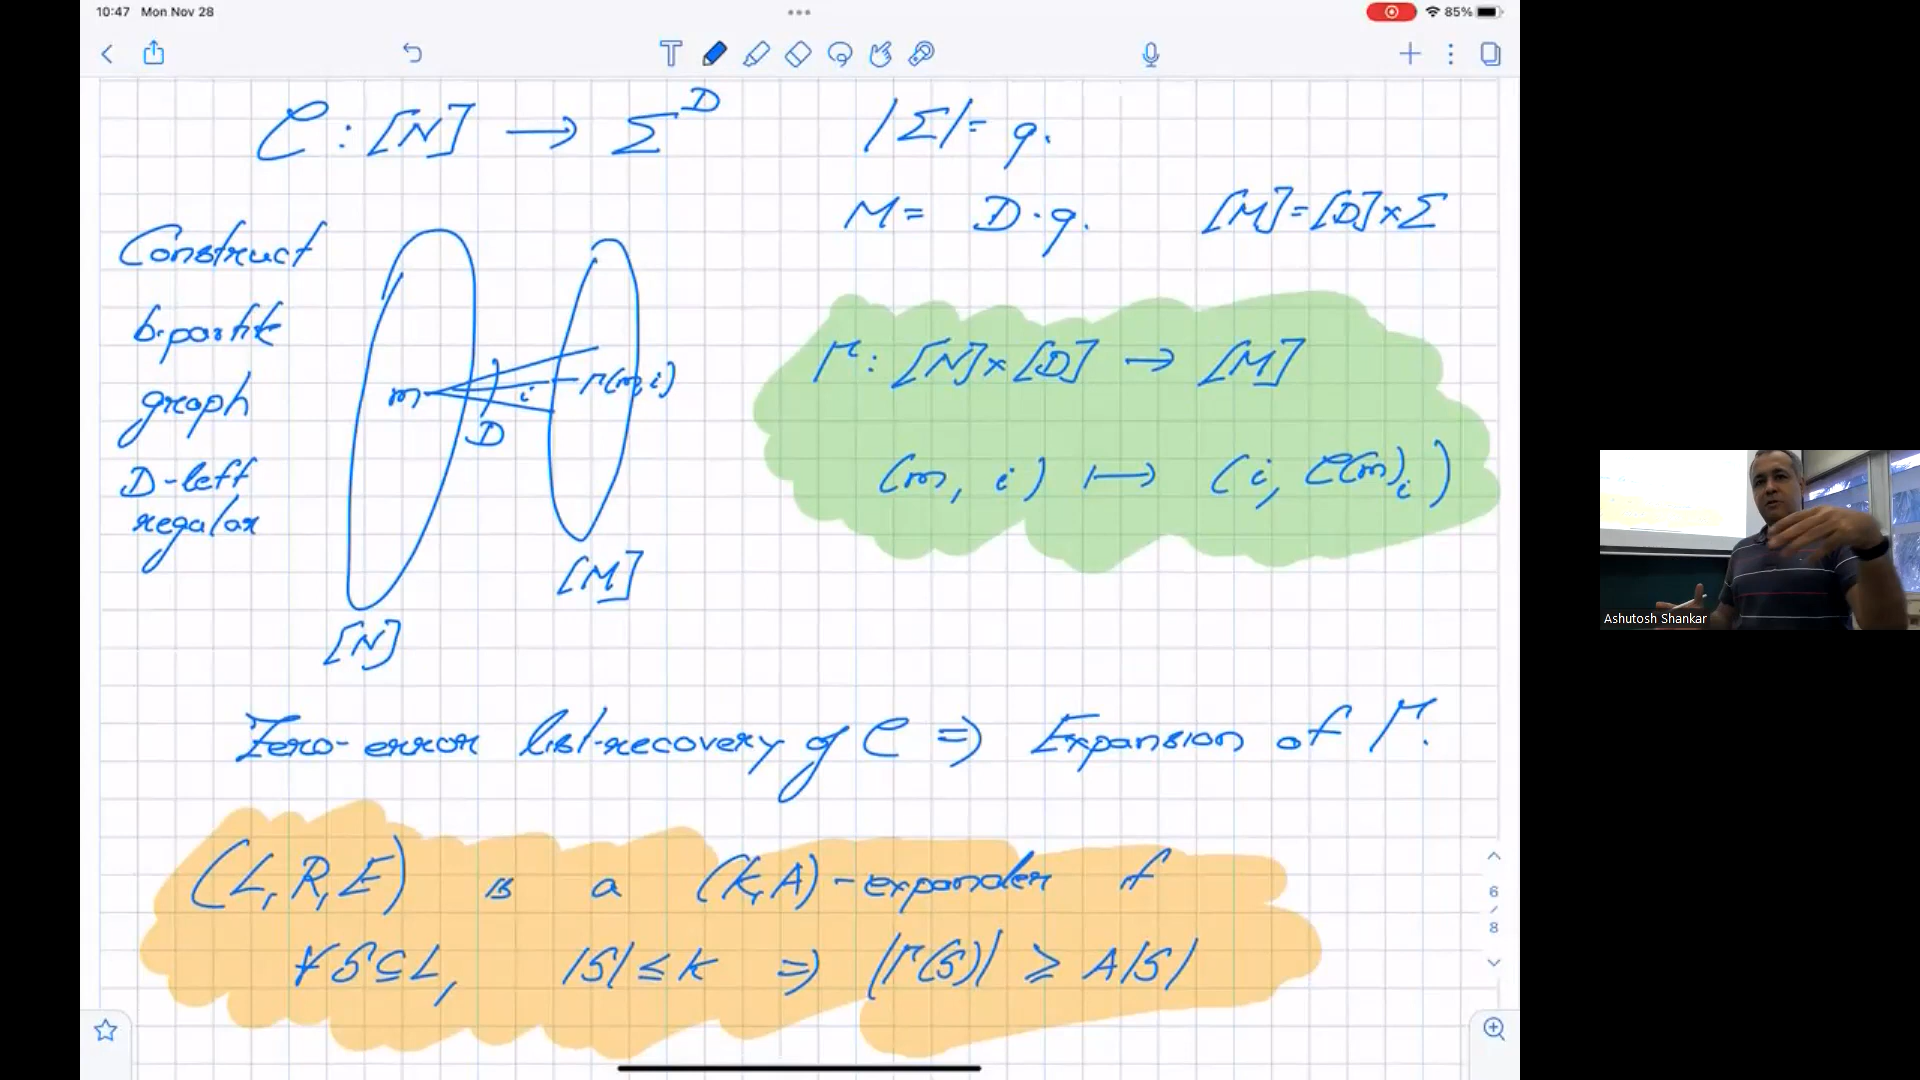 10:47 Mon Nov 28
85%
C : [N] → Σ^D |Σ| = q.
M = D · q. [M] = [D] × Σ
Construct
bipartite
graph
D-left
regular
m
i
Γ(m, i)
D
[N]
[M]
Γ : [N] × [D] → [M]
(m, i) ↦ (i, C(m)_i)
Zero-error list-recovery of C ⇒ Expansion of Γ.
(L, R, E) is a (K, A)-expander if
∀ S ⊆ L, |S| ≤ K ⇒ |Γ(S)| ≥ A|S|
6
8
Ashutosh Shankar